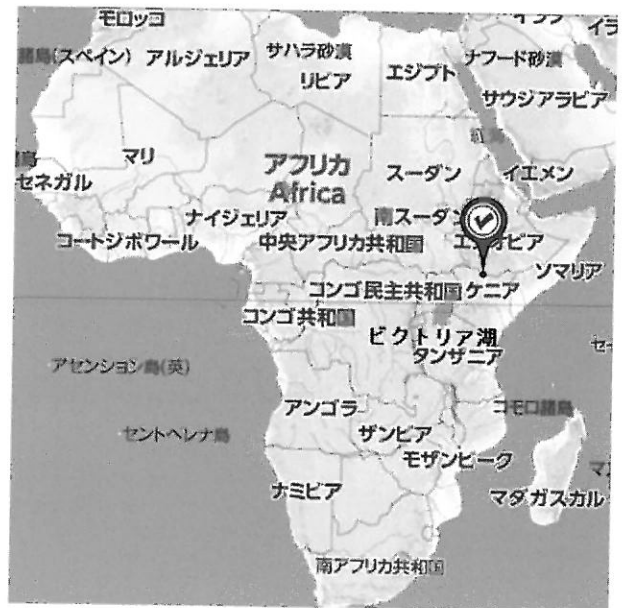 モロッコ
イラク
(スペイン) アルジェリア
サハラ砂漠
リビア
エジプト
ナフード砂漠
サウジアラビア
マリ
セネガル
アフリカ
Africa
スーダン
イエメン
ナイジェリア
南スーダン
コートジボワール
中央アフリカ共和国
ソマリア
コンゴ民主共和国
ケニア
コンゴ共和国
ビクトリア湖
タンザニア
アセンション島(英)
アンゴラ
コモロ諸島
セントヘレナ島
ザンビア
モザンビーク
ナミビア
マダガスカル
南アフリカ共和国